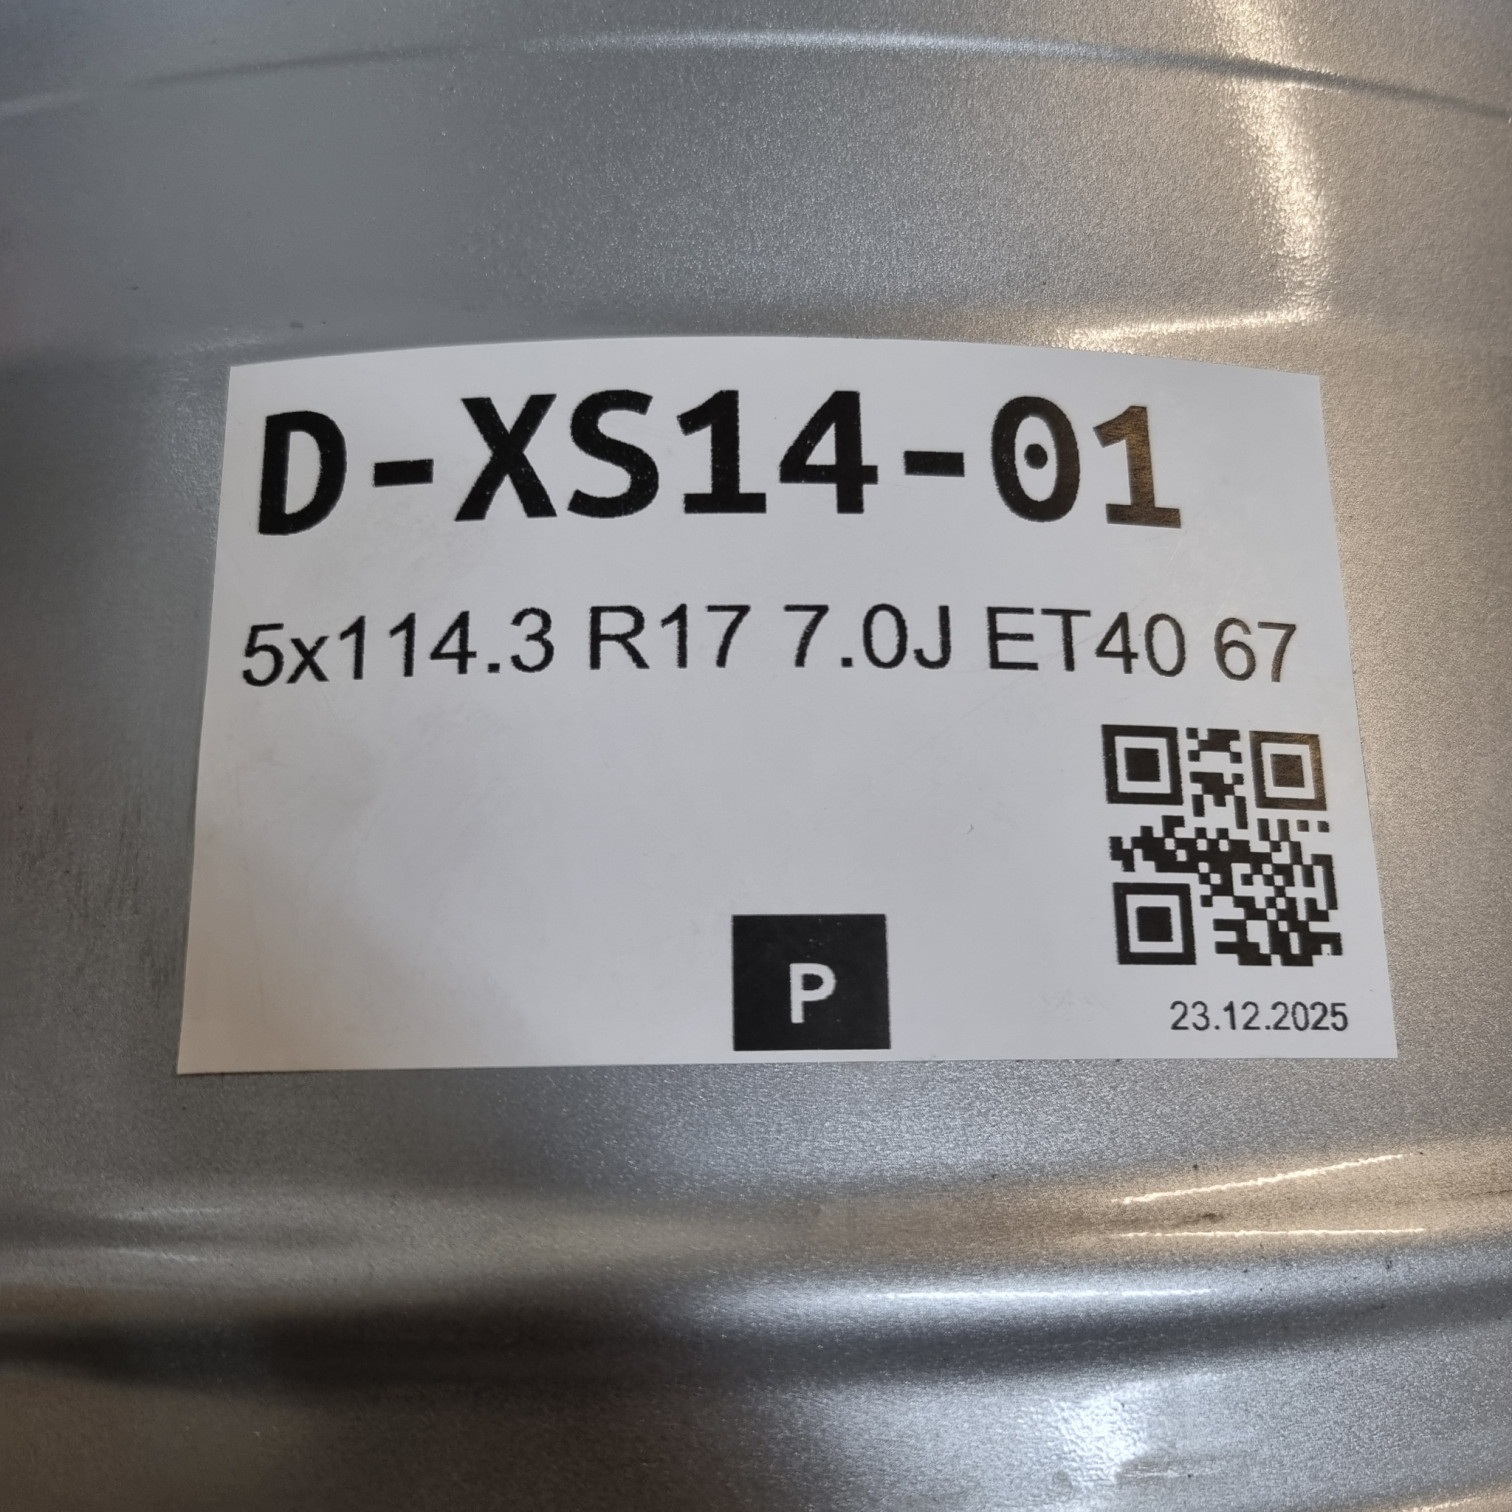 D-XS14-01
5x114.3 R17 7.0J ET40 67
P
23.12.2025